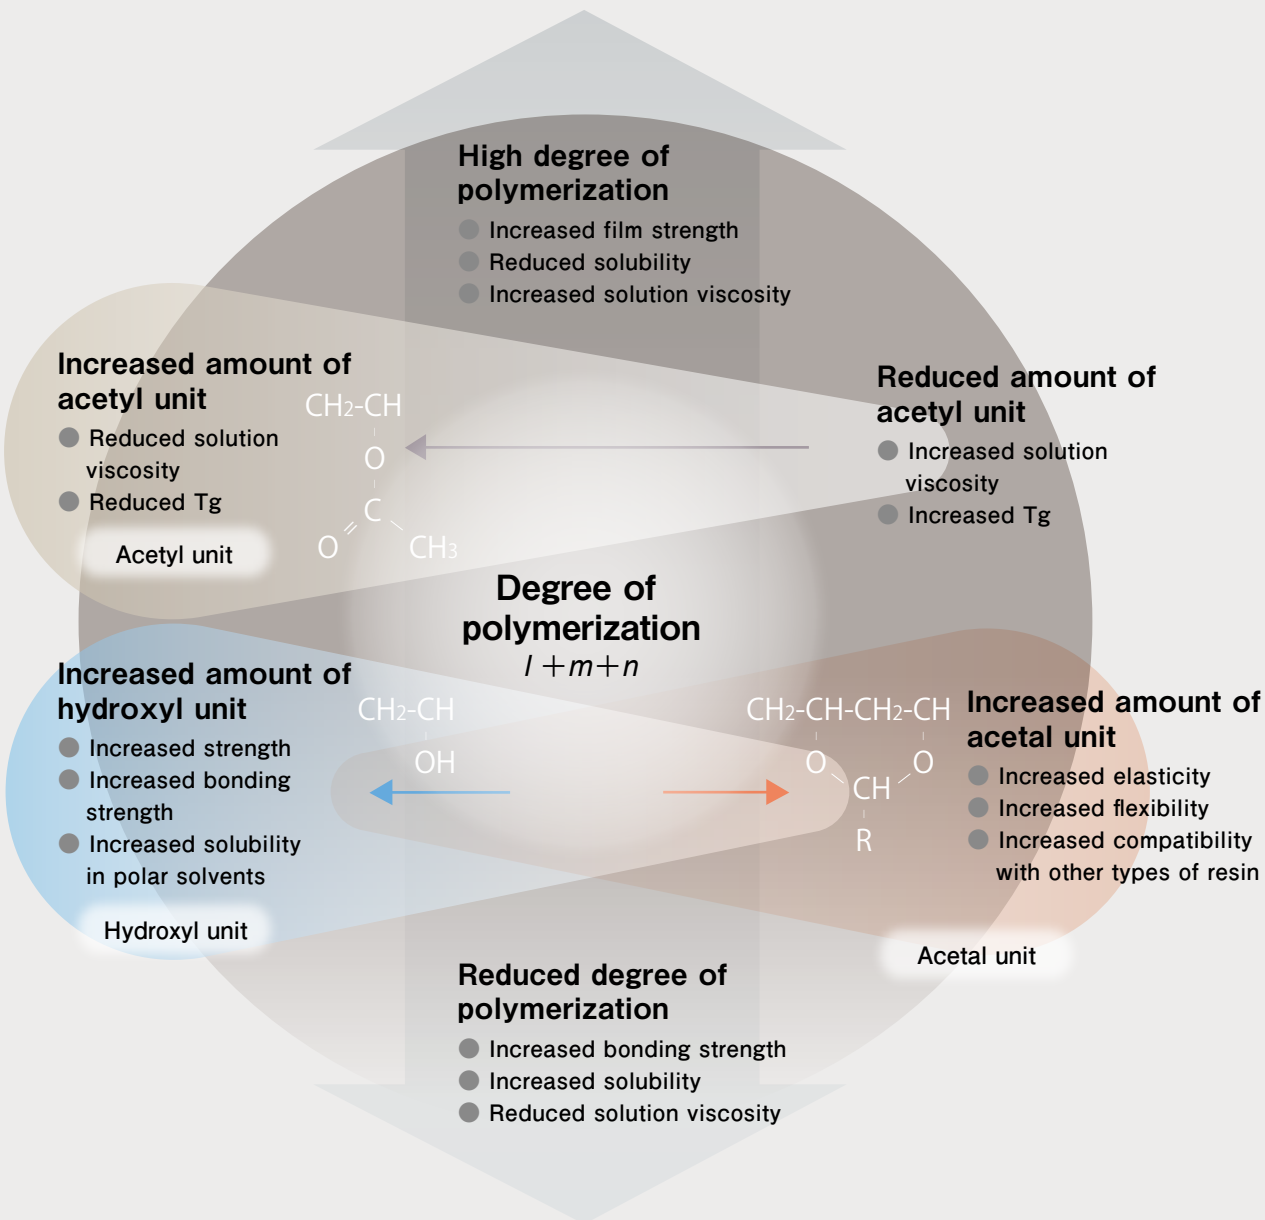 High degree of
polymerization
Increased film strength
Reduced solubility
Increased solution viscosity
Increased amount of
acetyl unit
Reduced solution
viscosity
Reduced Tg
Acetyl unit
CH2-CH
O
C
O
CH3
Reduced amount of
acetyl unit
Increased solution
viscosity
Increased Tg
Degree of
polymerization
l +m+n
Increased amount of
hydroxyl unit
Increased strength
Increased bonding
strength
Increased solubility
in polar solvents
Hydroxyl unit
CH2-CH
OH
CH2-CH-CH2-CH
O
O
CH
R
Increased amount of
acetal unit
Increased elasticity
Increased flexibility
Increased compatibility
with other types of resin
Acetal unit
Reduced degree of
polymerization
Increased bonding strength
Increased solubility
Reduced solution viscosity